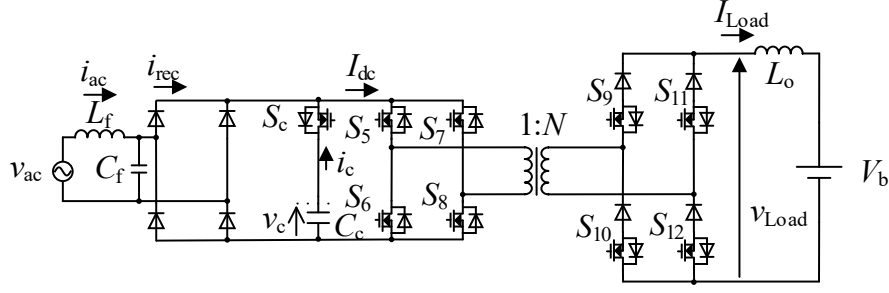 I_Load
i_ac
i_rec
I_dc
L_o
L_f
S_9
S_11
S_c
S_5
S_7
1:N
v_ac
C_f
i_c
V_b
S_6
S_8
v_Load
v_c
C_c
S_10
S_12